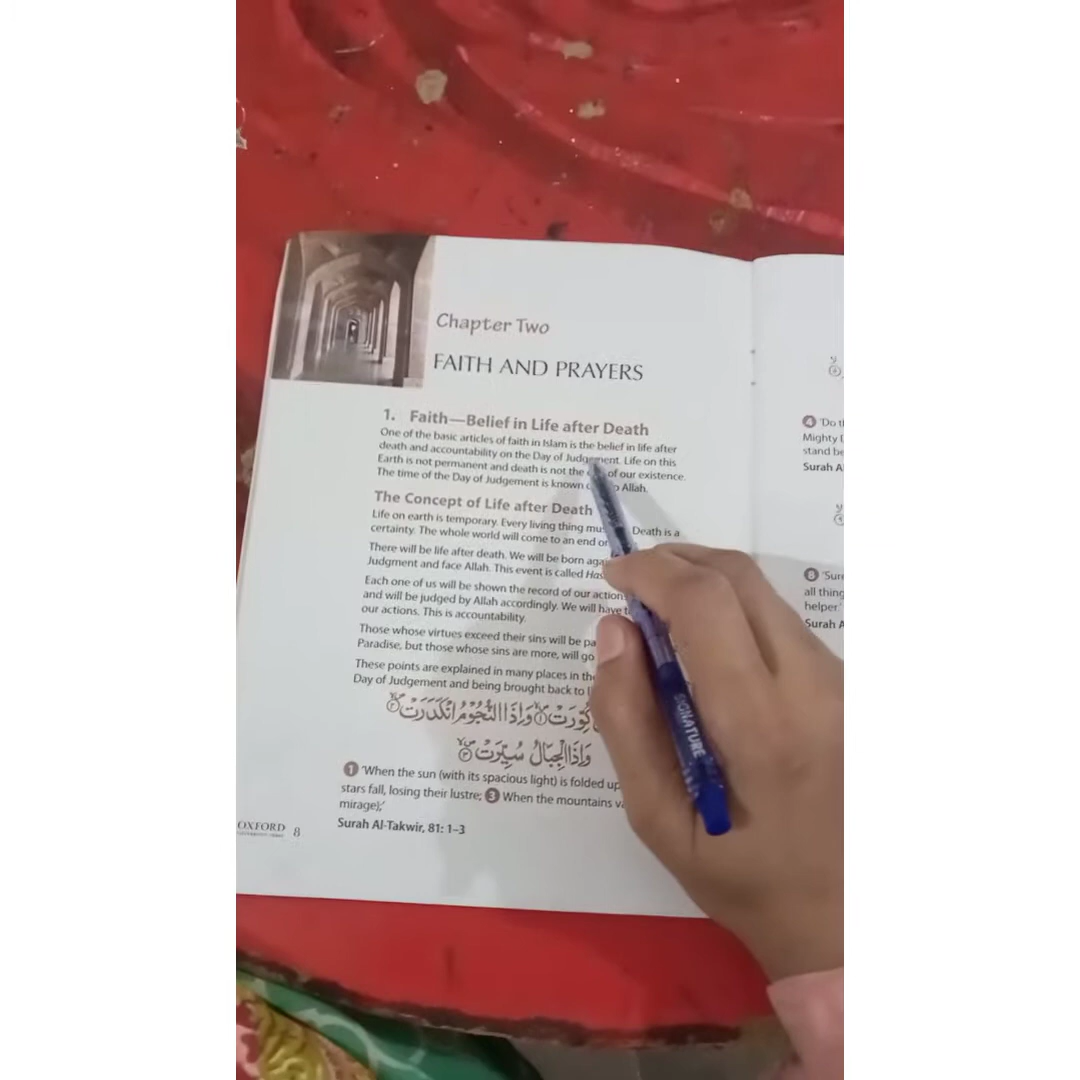 Chapter Two
FAITH AND PRAYERS
1. Faith—Belief in Life after Death
One of the basic articles of faith in Islam is the belief in life after
death and accountability on the Day of Judgement. Life on this
Earth is not permanent and death is not the of our existence.
The time of the Day of Judgement is known Allah.
The Concept of Life after Death
Life on earth is temporary. Every living thing Death is a
certainty. The whole world will come to an end
There will be life after death. We will be born
Judgment and face Allah. This event is called
Each one of us will be shown the record of our actions
and will be judged by Allah accordingly. We will have
our actions. This is accountability.
Those whose virtues exceed their sins will be
Paradise, but those whose sins are more, will go
These points are explained in many places in
Day of Judgement and being brought back to
كُوِّرَتْ ۝١ وَإِذَا النُّجُومُ انْكَدَرَتْ ۝٢
وَإِذَا الْجِبَالُ سُيِّرَتْ ۝٣
1 'When the sun (with its spacious light) is folded up
stars fall, losing their lustre; 3 When the mountains
mirage);'
Surah Al-Takwir, 81: 1–3
OXFORD
8
4 'Do
Mighty
stand
Surah
8 'Sure
all thing
helper'
Surah
SIGNATURE